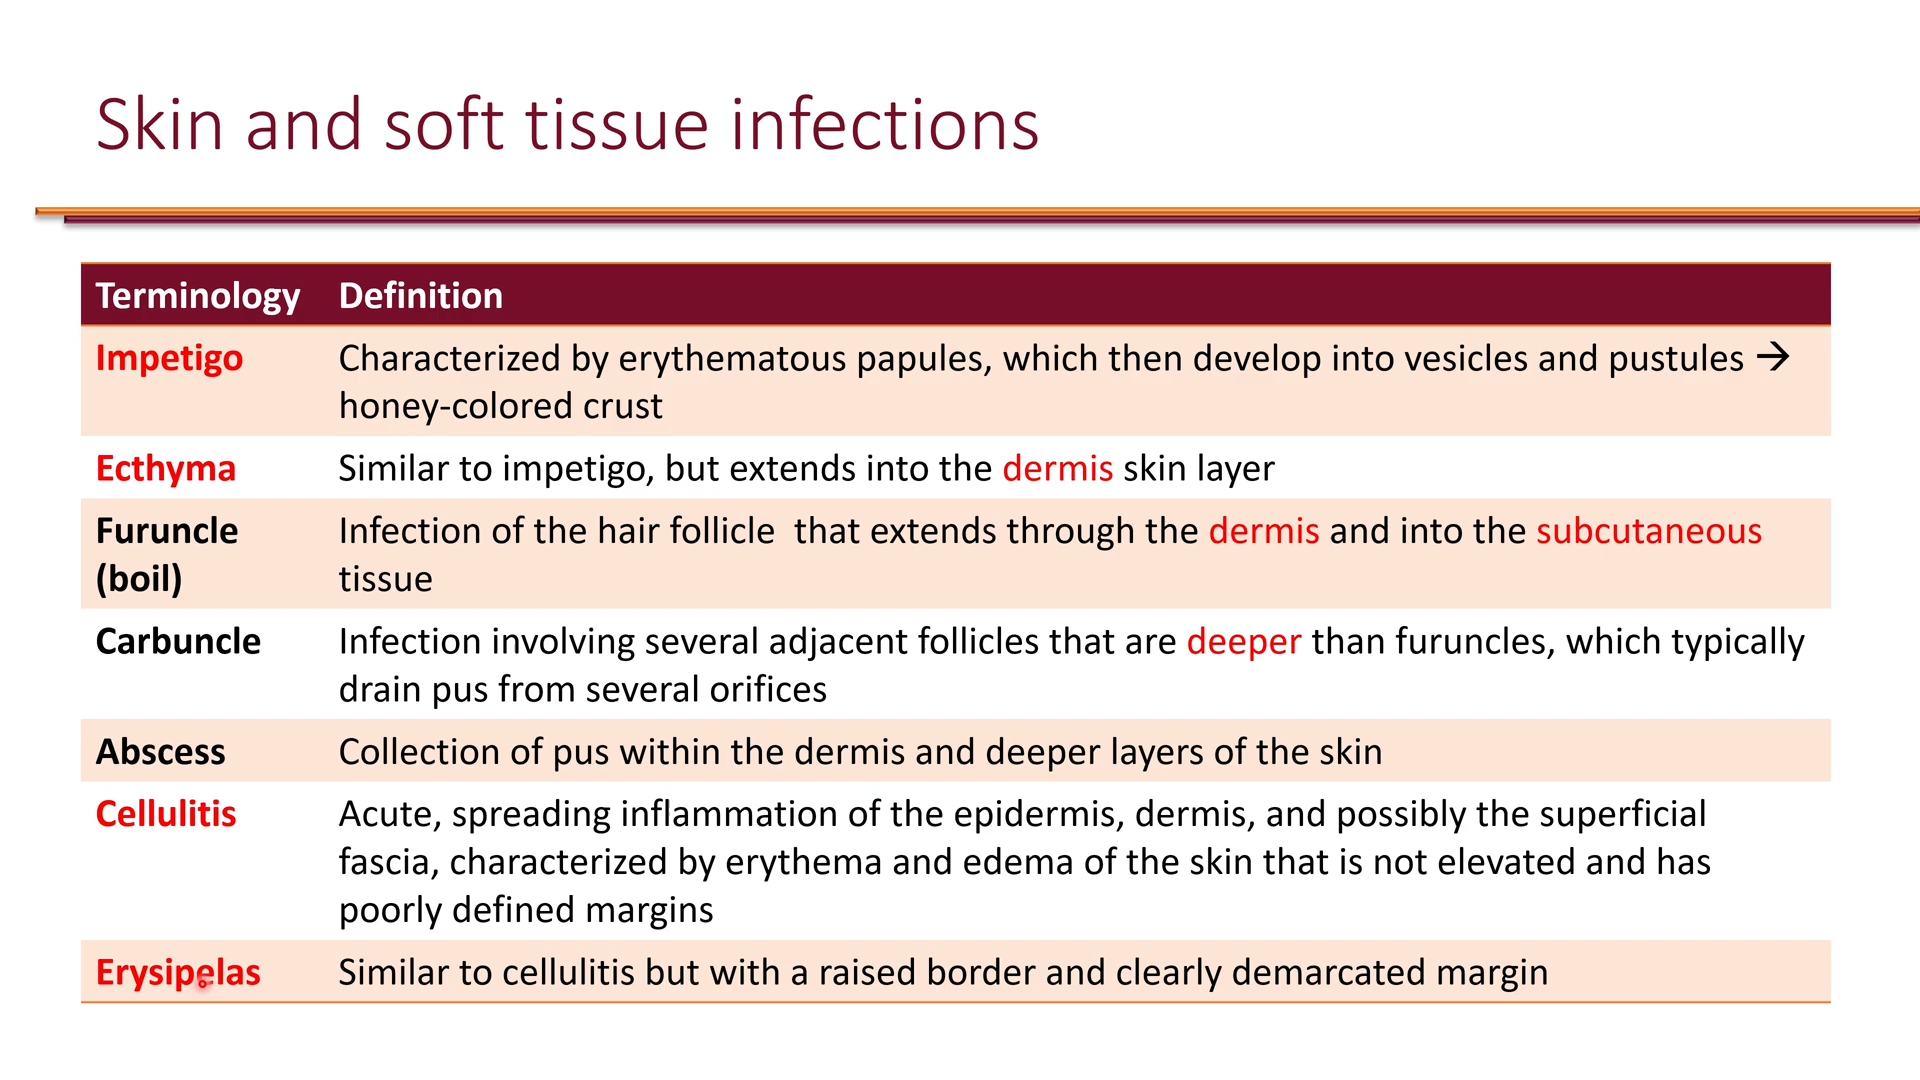 Skin and soft tissue infections
Terminology Definition
Impetigo Characterized by erythematous papules, which then develop into vesicles and pustules →
honey-colored crust
Ecthyma Similar to impetigo, but extends into the dermis skin layer
Furuncle Infection of the hair follicle  that extends through the dermis and into the subcutaneous
(boil) tissue
Carbuncle Infection involving several adjacent follicles that are deeper than furuncles, which typically
drain pus from several orifices
Abscess Collection of pus within the dermis and deeper layers of the skin
Cellulitis Acute, spreading inflammation of the epidermis, dermis, and possibly the superficial
fascia, characterized by erythema and edema of the skin that is not elevated and has
poorly defined margins
Erysipelas Similar to cellulitis but with a raised border and clearly demarcated margin